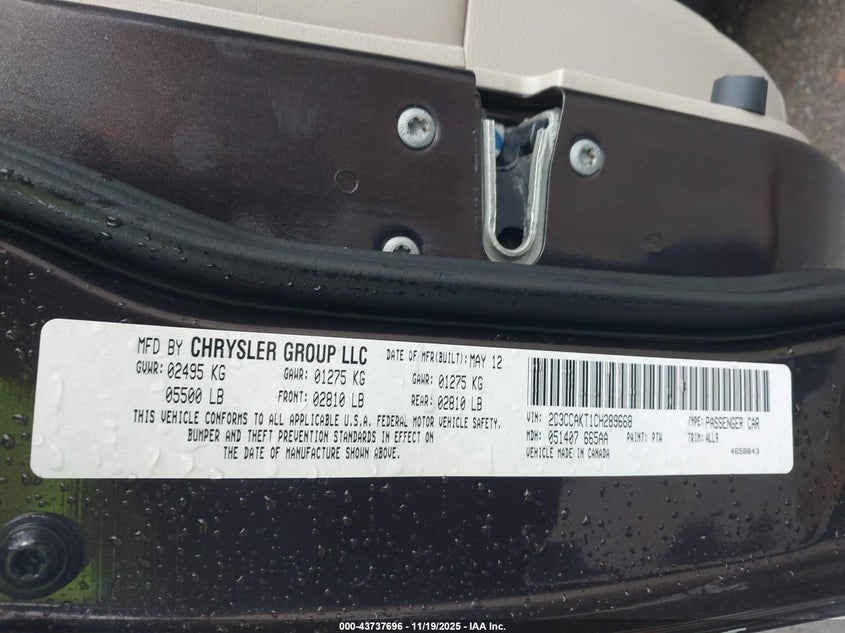 MFD BY CHRYSLER GROUP LLC DATE OF MFR(BUILT): MAY 12
GVWR: 02495 KG GAWR: 01275 KG GAWR: 01275 KG
05500 LB FRONT: 02810 LB REAR: 02810 LB
THIS VEHICLE CONFORMS TO ALL APPLICABLE U.S.A. FEDERAL MOTOR VEHICLE SAFETY,
BUMPER AND THEFT PREVENTION STANDARDS IN EFFECT ON
THE DATE OF MANUFACTURE SHOWN ABOVE.
VIN: 2C3CCAKT1CH289668 TYPE: PASSENGER CAR
MDH: 051407 665AA PAINT: PTW TRIM: ALL9
VEHICLE MADE IN CANADA 4658843
000-43737696 - 11/19/2025 - IAA Inc.